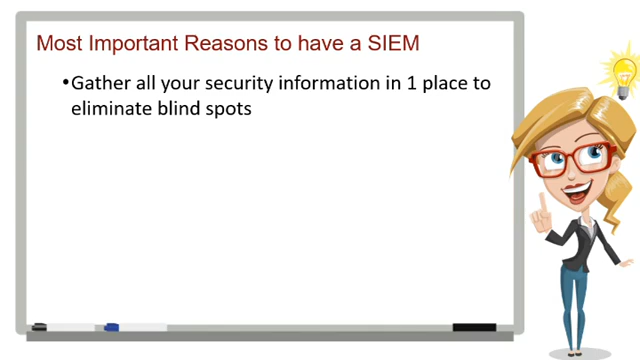 Most Important Reasons to have a SIEM
•Gather all your security information in 1 place to
eliminate blind spots